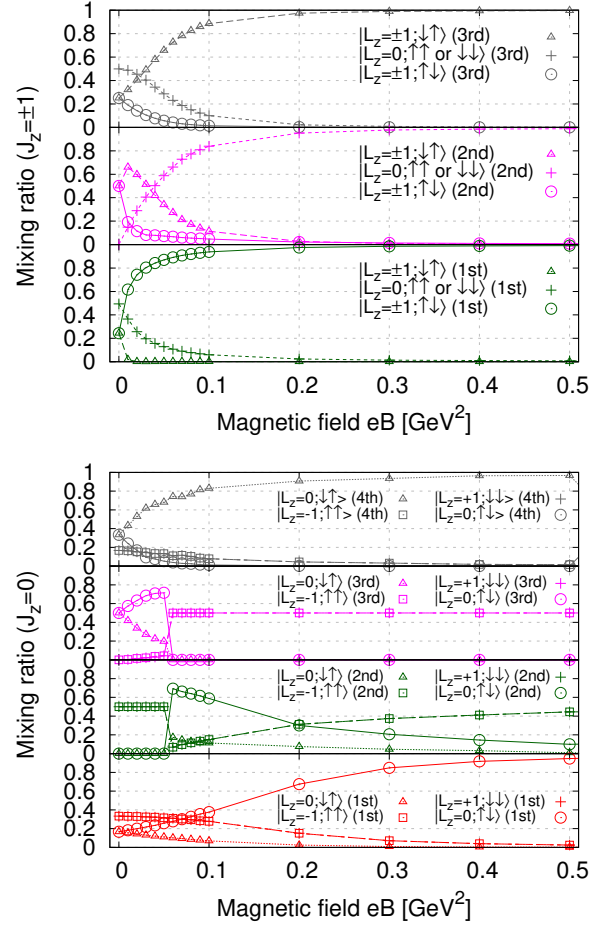 Mixing ratio (J_z=±1)
1
0.8
0.6
0.4
0.2
0
|L_z=±1;↓↑⟩ (3rd)
|L_z=0;↑↑ or ↓↓⟩ (3rd)
|L_z=±1;↑↓⟩ (3rd)
0.8
0.6
0.4
0.2
0
|L_z=±1;↓↑⟩ (2nd)
|L_z=0;↑↑ or ↓↓⟩ (2nd)
|L_z=±1;↑↓⟩ (2nd)
0.8
0.6
0.4
0.2
0
|L_z=±1;↓↑⟩ (1st)
|L_z=0;↑↑ or ↓↓⟩ (1st)
|L_z=±1;↑↓⟩ (1st)
0 0.1 0.2 0.3 0.4 0.5
Magnetic field eB [GeV²]
Mixing ratio (J_z=0)
1
0.8
0.6
0.4
0.2
0
|L_z=0;↓↑> (4th) |L_z=+1;↓↓> (4th)
|L_z=-1;↑↑> (4th) |L_z=0;↑↓> (4th)
0.8
0.6
0.4
0.2
0
|L_z=0;↓↑⟩ (3rd) |L_z=+1;↓↓⟩ (3rd)
|L_z=-1;↑↑⟩ (3rd) |L_z=0;↑↓⟩ (3rd)
0.8
0.6
0.4
0.2
0
|L_z=0;↓↑⟩ (2nd) |L_z=+1;↓↓⟩ (2nd)
|L_z=-1;↑↑⟩ (2nd) |L_z=0;↑↓⟩ (2nd)
0.8
0.6
0.4
0.2
0
|L_z=0;↓↑⟩ (1st) |L_z=+1;↓↓⟩ (1st)
|L_z=-1;↑↑⟩ (1st) |L_z=0;↑↓⟩ (1st)
0 0.1 0.2 0.3 0.4 0.5
Magnetic field eB [GeV²]